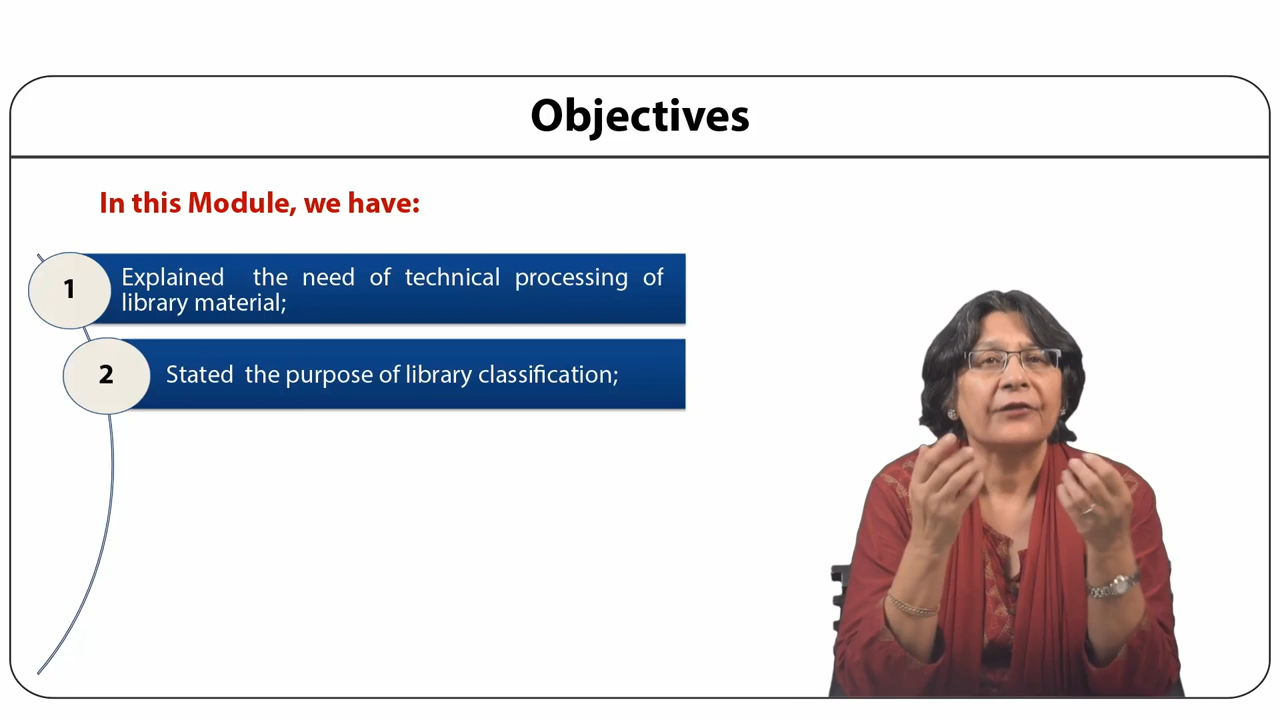 Objectives
In this Module, we have:
1
Explained the need of technical processing of
library material;
2
Stated the purpose of library classification;